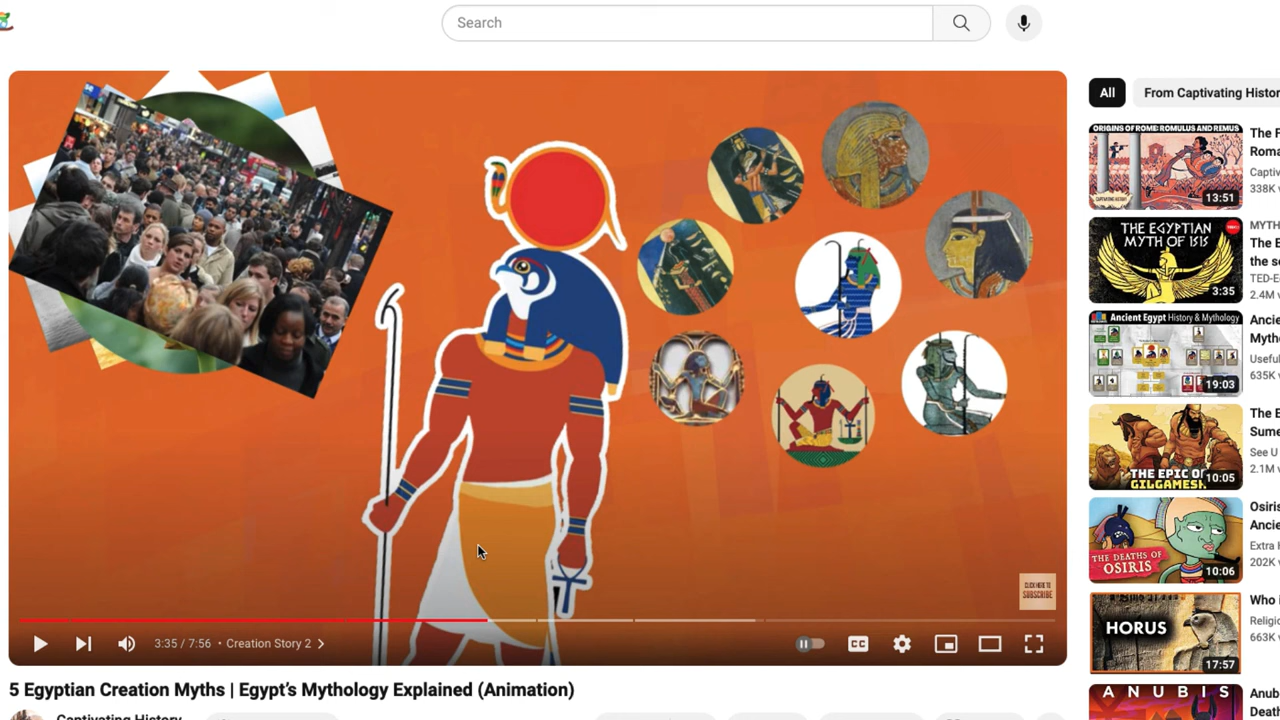 Search
All
From Captivating Histor
CLICK HERE TO
SUBSCRIBE
3:35 / 7:56 • Creation Story 2 >
CC
5 Egyptian Creation Myths | Egypt's Mythology Explained (Animation)
Captivating History
ORIGINS OF ROME: ROMULUS AND REMUS
13:51
The F
Roma
Captiv
338K v
THE EGYPTIAN
MYTH OF ISIS
3:35
MYTH
The E
the se
TED-E
2.4M v
Ancient Egypt History & Mythology
19:03
Ancie
Mytho
Useful
635K v
THE EPIC OF
GILGAMESH
10:05
The E
Sume
See U
2.1M v
THE DEATHS OF
OSIRIS
10:06
Osiris
Ancie
Extra H
202K v
HORUS
17:57
Who i
Religio
663K v
ANUBIS
Anub
Death